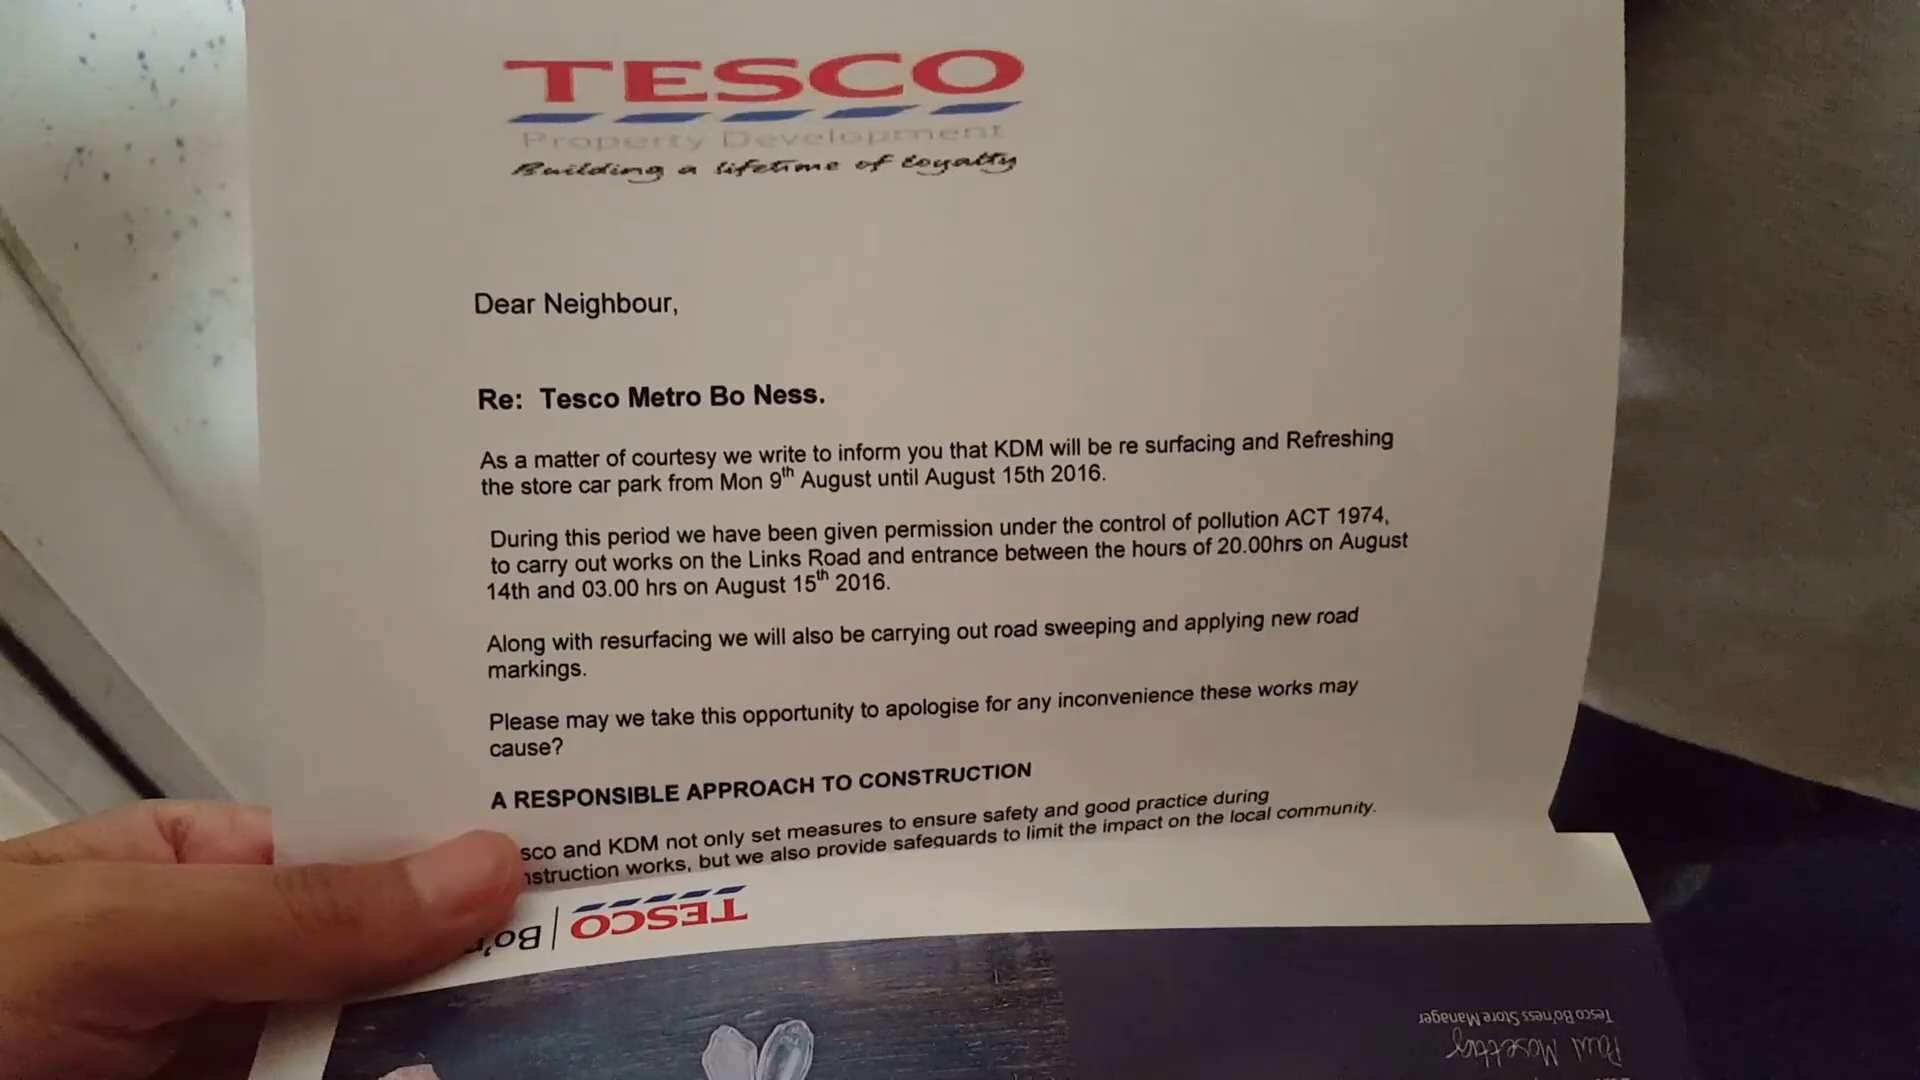 TESCO
Property Development
Building a lifetime of loyalty
Dear Neighbour,
Re: Tesco Metro Bo Ness.
As a matter of courtesy we write to inform you that KDM will be re surfacing and Refreshing
the store car park from Mon 9th August until August 15th 2016.
During this period we have been given permission under the control of pollution ACT 1974,
to carry out works on the Links Road and entrance between the hours of 20.00hrs on August
14th and 03.00 hrs on August 15th 2016.
Along with resurfacing we will also be carrying out road sweeping and applying new road
markings.
Please may we take this opportunity to apologise for any inconvenience these works may
cause?
A RESPONSIBLE APPROACH TO CONSTRUCTION
sco and KDM not only set measures to ensure safety and good practice during
nstruction works, but we also provide safeguards to limit the impact on the local community.
TESCO | Bo'n
Tesco Bo'ness Store Manager
Paul